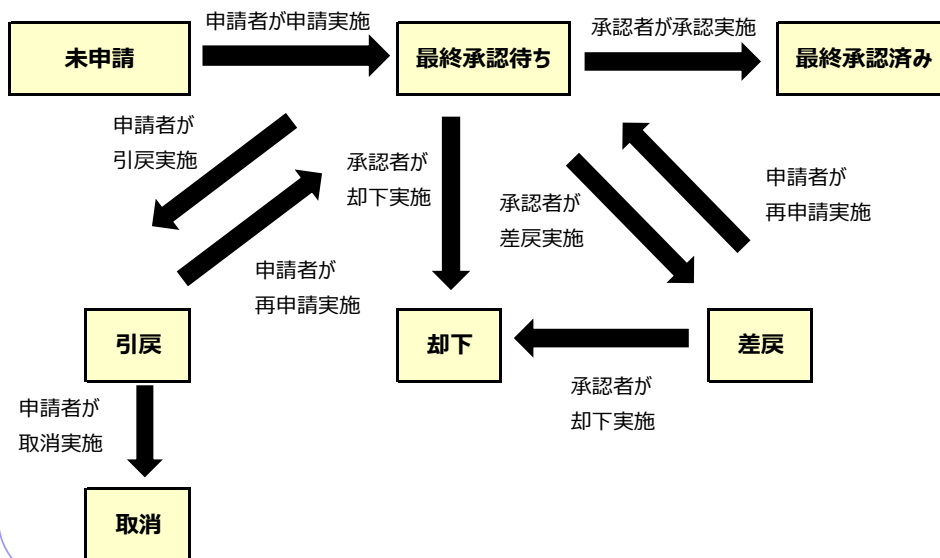 申請者が申請実施
承認者が承認実施
未申請
最終承認待ち
最終承認済み
申請者が
引戻実施
承認者が
却下実施
申請者が
再申請実施
承認者が
差戻実施
申請者が
再申請実施
引戻
却下
差戻
申請者が
取消実施
承認者が
却下実施
取消